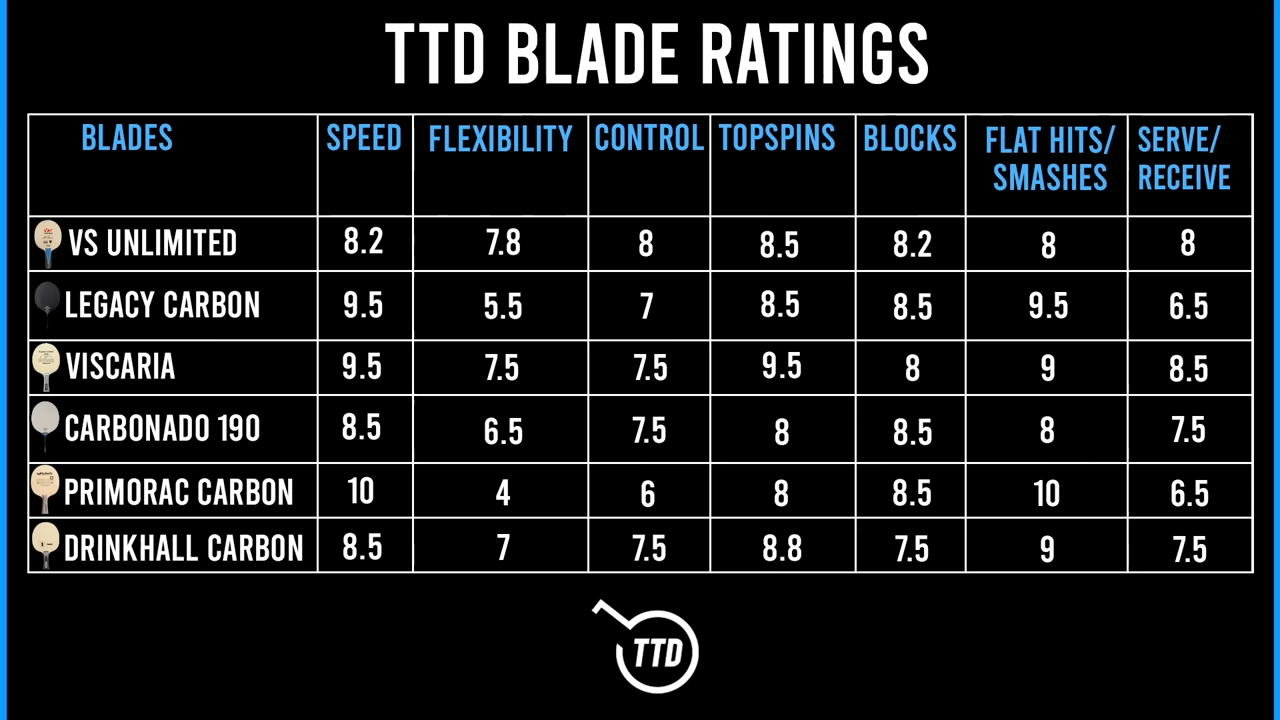 TTD BLADE RATINGS
BLADES SPEED FLEXIBILITY CONTROL TOPSPINS BLOCKS FLAT HITS/ SMASHES SERVE/ RECEIVE
VS UNLIMITED 8.2 7.8 8 8.5 8.2 8 8
LEGACY CARBON 9.5 5.5 7 8.5 8.5 9.5 6.5
VISCARIA 9.5 7.5 7.5 9.5 8 9 8.5
CARBONADO 190 8.5 6.5 7.5 8 8.5 8 7.5
PRIMORAC CARBON 10 4 6 8 8.5 10 6.5
DRINKHALL CARBON 8.5 7 7.5 8.8 7.5 9 7.5
TTD